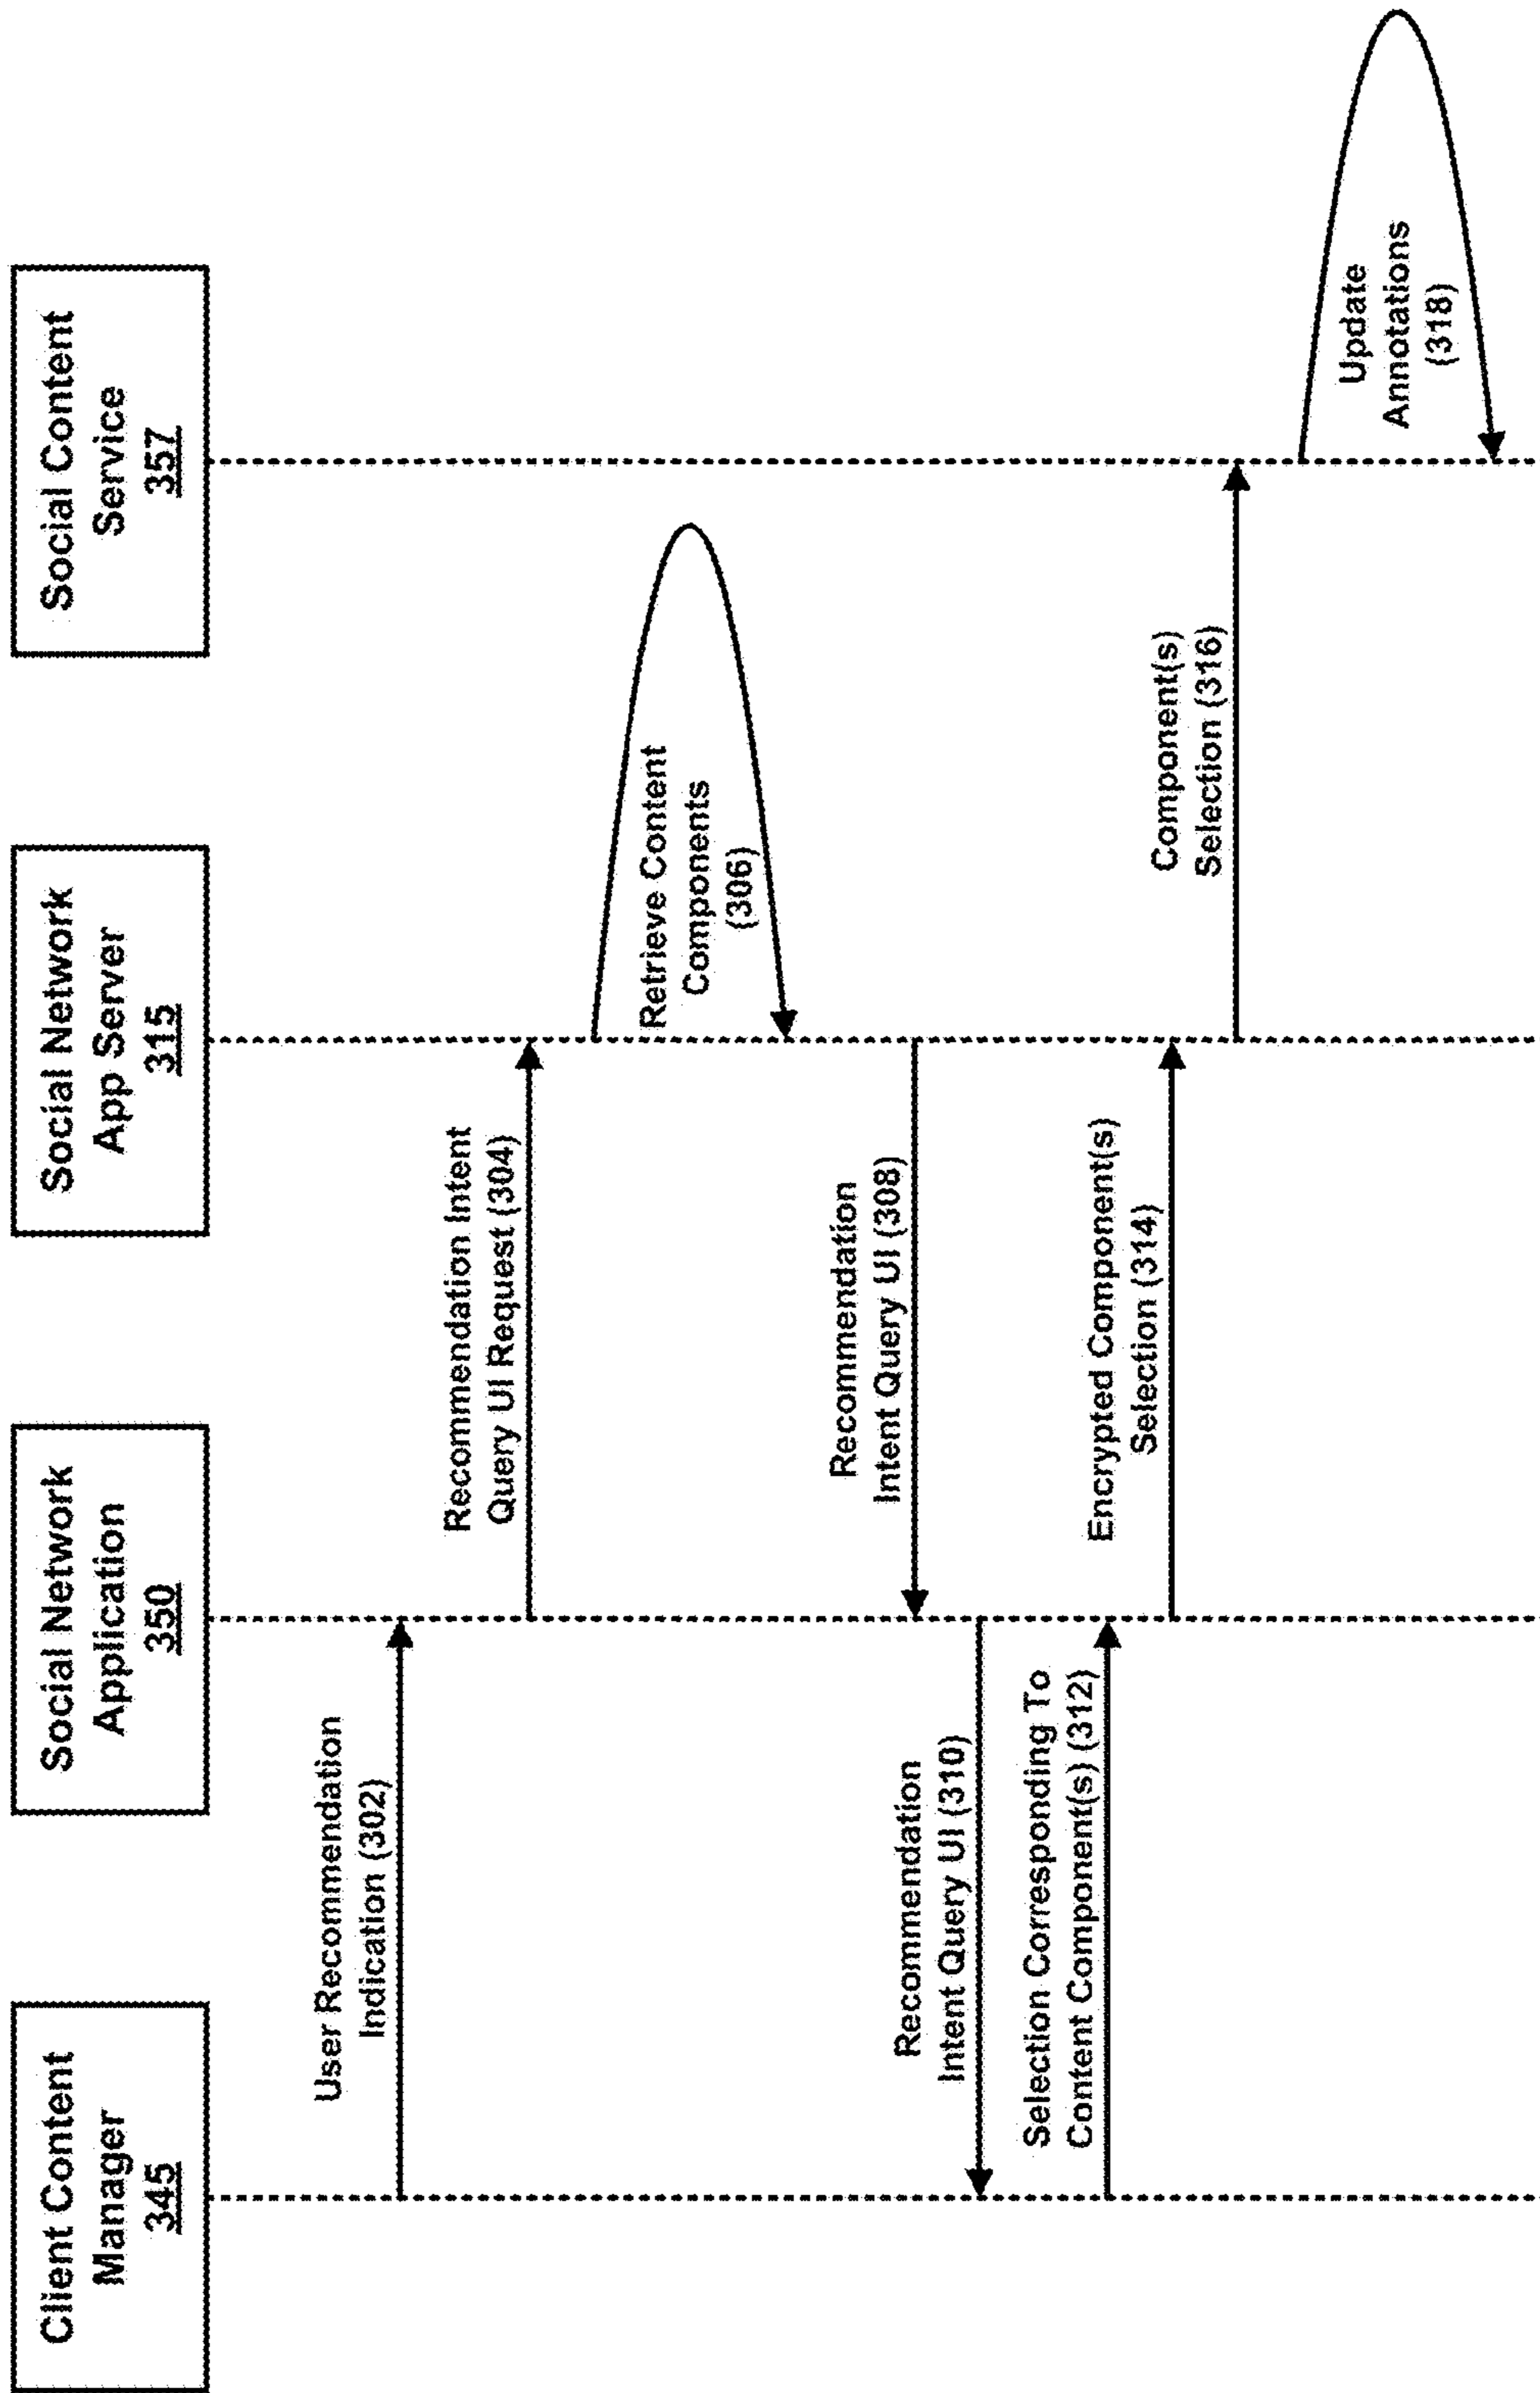 Client Content
Manager
345
Social Network
Application
350
Social Network
App Server
315
Social Content
Service
357
User Recommendation
Indication (302)
Recommendation Intent
Query UI Request (304)
Retrieve Content
Components
(306)
Recommendation
Intent Query UI (308)
Recommendation
Intent Query UI (310)
Selection Corresponding To
Content Component(s) (312)
Encrypted Component(s)
Selection (314)
Component(s)
Selection (316)
Update
Annotations
(318)